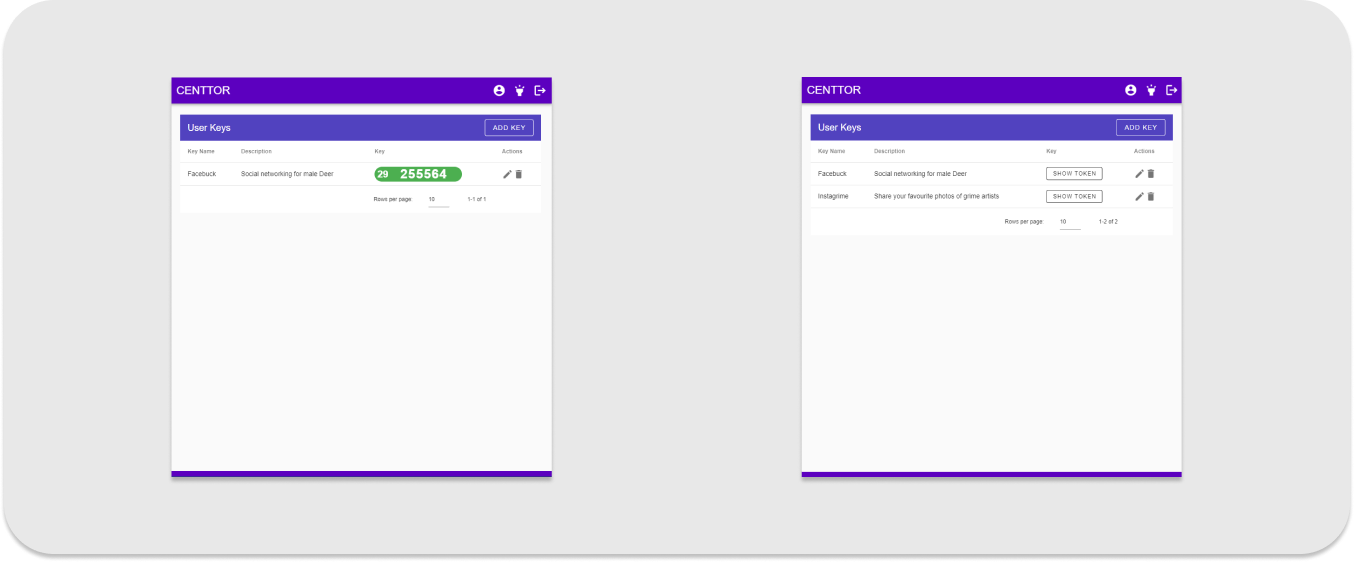 CENTTOR
User Keys ADD KEY
Key Name Description Key Actions
Facebuck Social networking for male Deer 29 255564
Rows per page 10 1-1 of 1
CENTTOR
User Keys ADD KEY
Key Name Description Key Actions
Facebuck Social networking for male Deer SHOW TOKEN
Instagrime Share your favourite photos of grime artists SHOW TOKEN
Rows per page 10 1-2 of 2